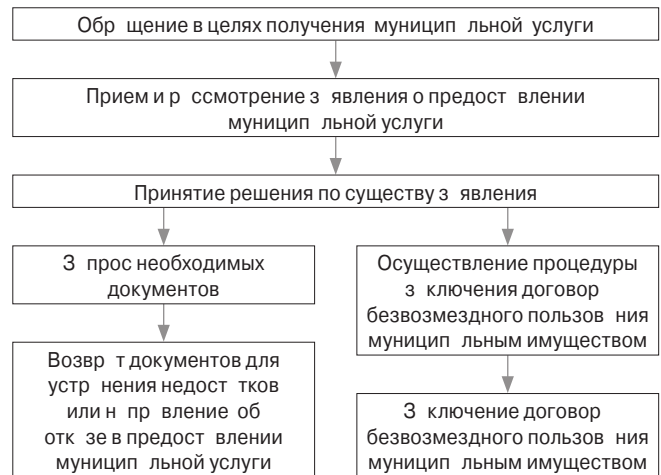 Обр щение в целях получения муницип льной услуги
Прием и р ссмотрение з явления о предост влении
муницип льной услуги
Принятие решения по существу з явления
З прос необходимых
документов
Возвр т документов для
устр нения недост тков
или н пр вление об
отк зе в предост влении
муницип льной услуги
Осуществление процедуры
з ключения договор
безвозмездного пользов ния
муницип льным имуществом
З ключение договор
безвозмездного пользов ния
муницип льным имуществом